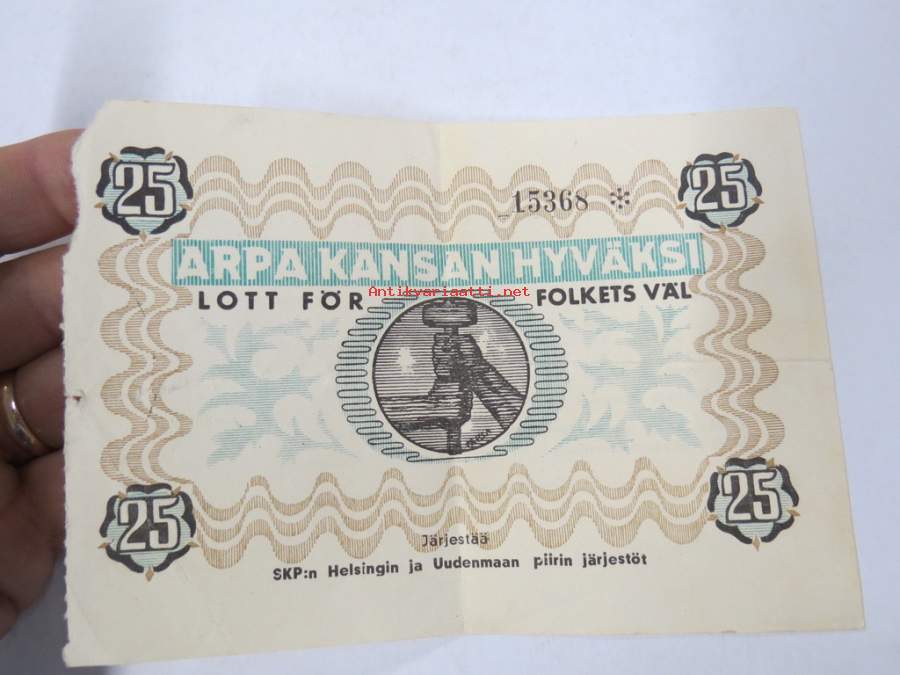 25 25
15368 *
ARPA KANSAN HYVÄKSI
LOTT FÖR FOLKETS VÄL
Antikvariaatti.net
25 25
Järjestää
SKP:n Helsingin ja Uudenmaan piirin järjestöt